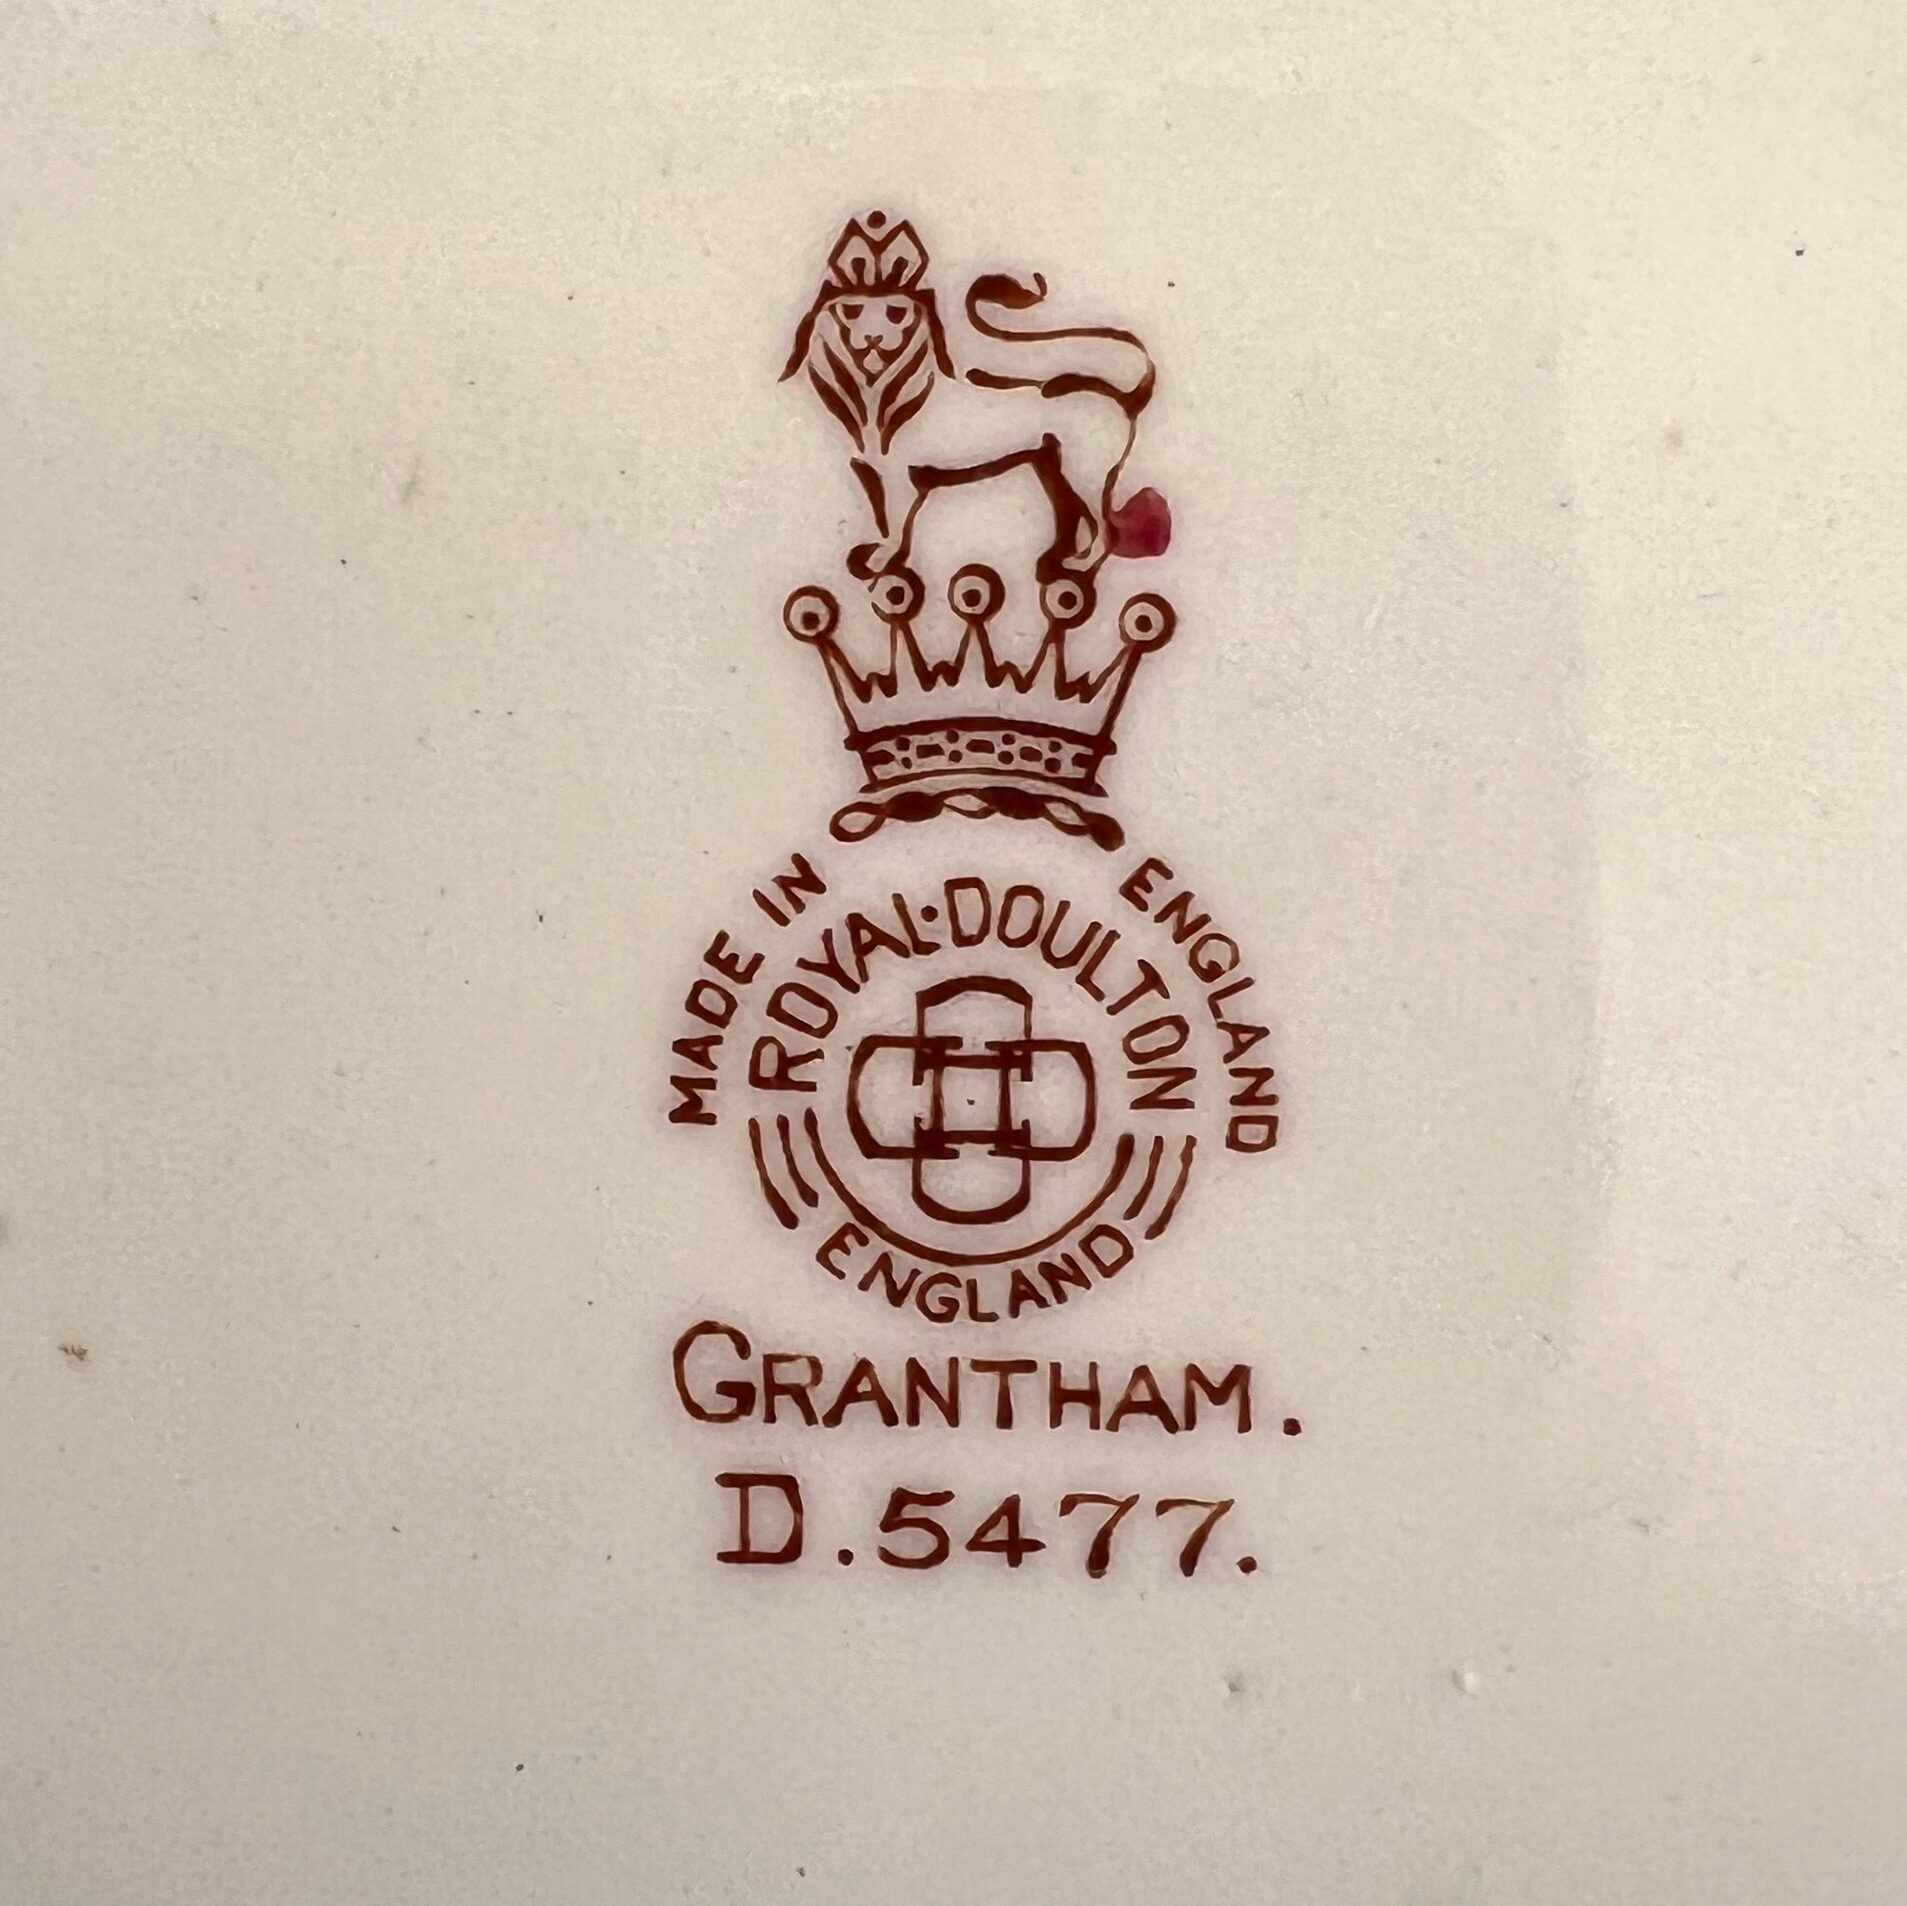 MADE IN ENGLAND
ROYAL·DOULTON
ENGLAND
GRANTHAM.
D.5477.